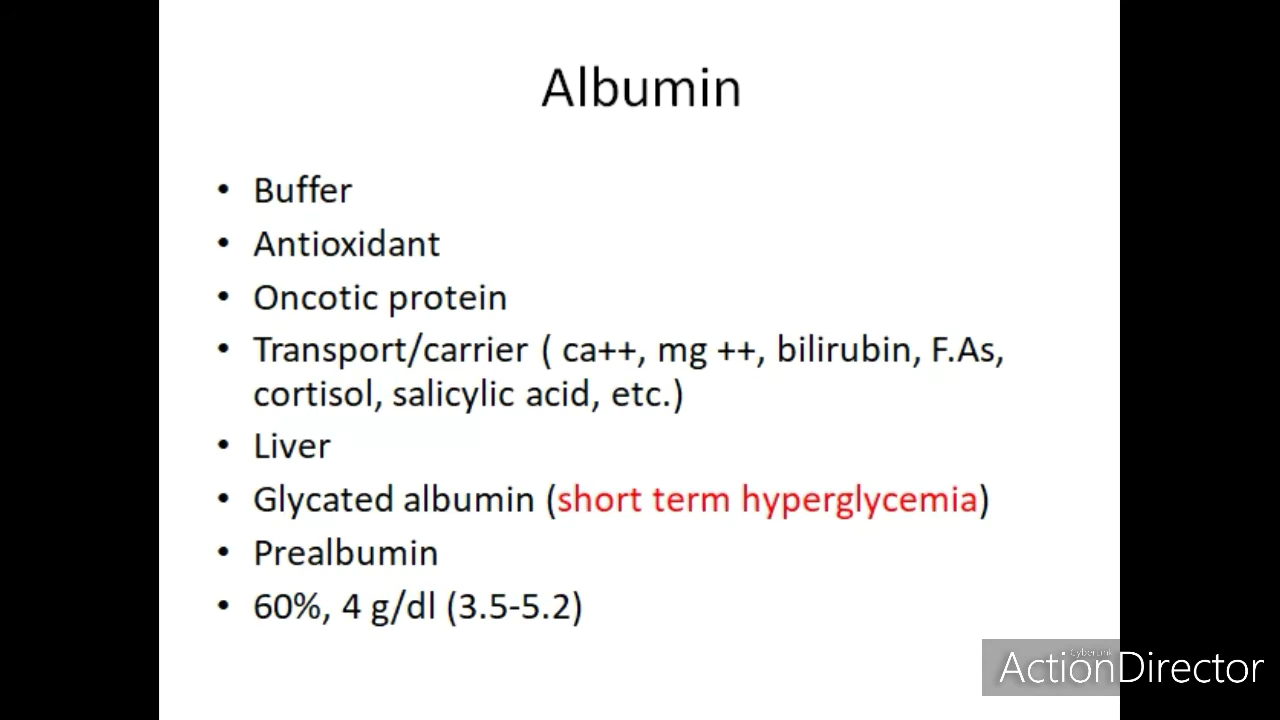 Albumin
• Buffer
• Antioxidant
• Oncotic protein
• Transport/carrier ( ca++, mg ++, bilirubin, F.As,
cortisol, salicylic acid, etc.)
• Liver
• Glycated albumin (short term hyperglycemia)
• Prealbumin
• 60%, 4 g/dl (3.5-5.2)
CyberLink
ActionDirector